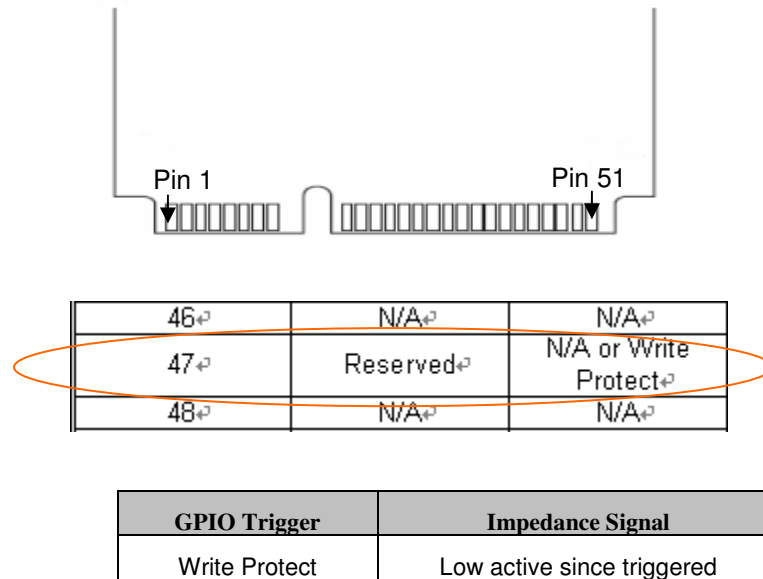 Pin 1 Pin 51
46↵ N/A↵ N/A↵
47↵ Reserved↵ N/A or Write Protect↵
48↵ N/A↵ N/A↵
GPIO Trigger Impedance Signal
Write Protect Low active since triggered